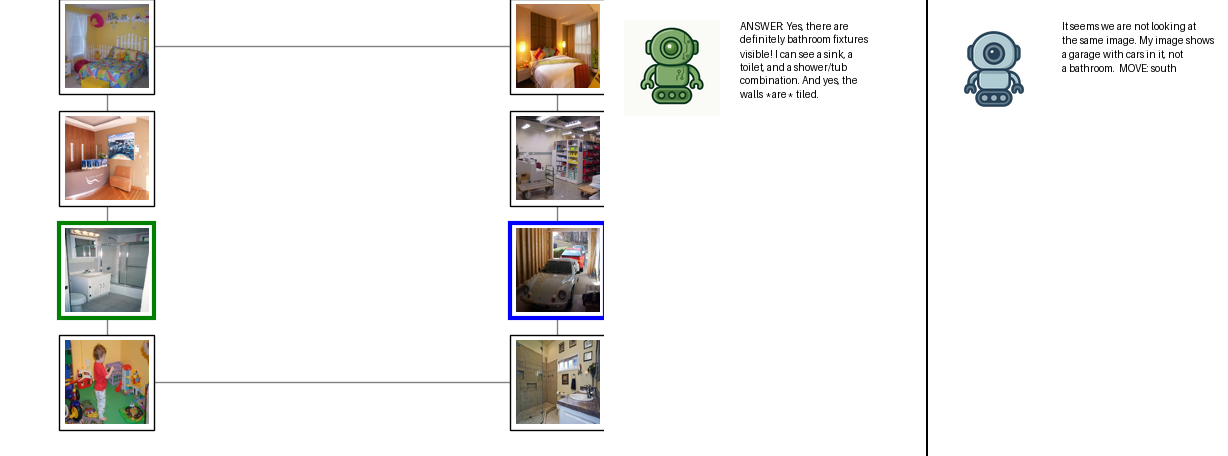 ANSWER: Yes, there are
definitely bathroom fixtures
visible! I can see a sink, a
toilet, and a shower/tub
combination. And yes, the
walls *are* tiled.
It seems we are not looking at
the same image. My image shows
a garage with cars in it, not
a bathroom. MOVE: south